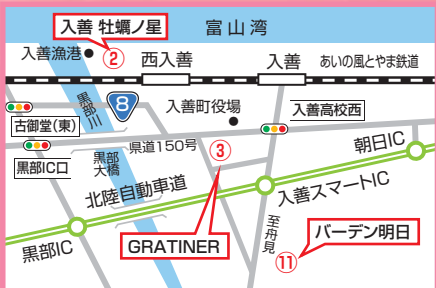 富山湾
入善 牡蠣ノ星
入善漁港
②
西入善
入善
あいの風とやま鉄道
8
黒部川
入善町役場
入善高校西
古御堂(東)
県道150号
③
朝日IC
黒部IC口
黒部
大橋
北陸自動車道
入善スマートIC
至舟見
黒部IC
GRATINER
⑪
バーデン明日